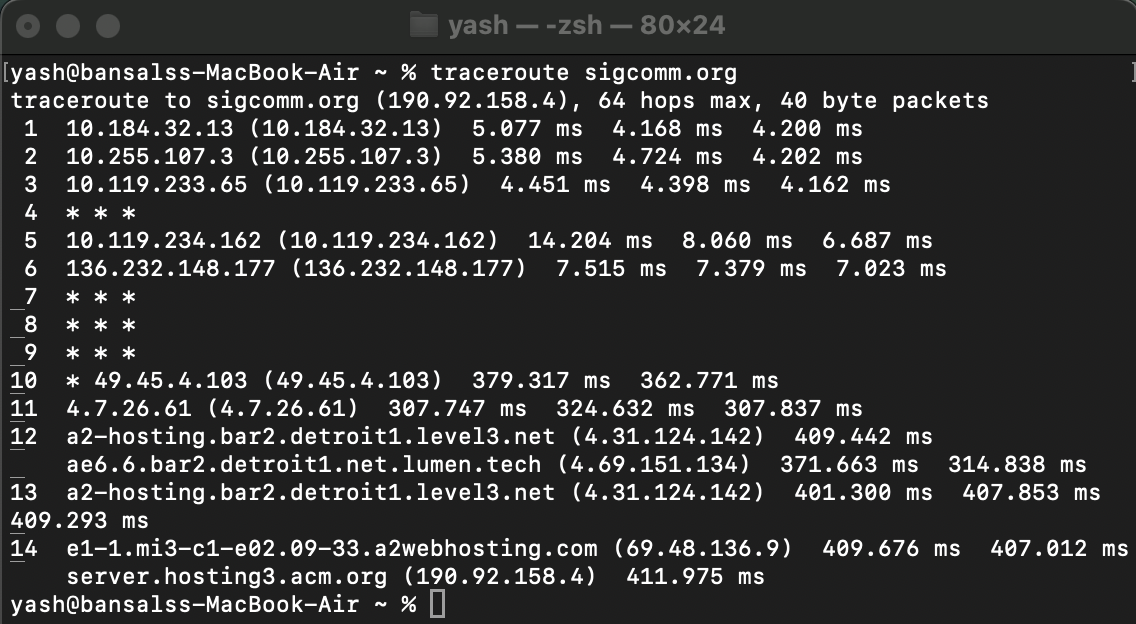 yash — -zsh — 80×24
[yash@bansalss-MacBook-Air ~ % traceroute sigcomm.org ]
traceroute to sigcomm.org (190.92.158.4), 64 hops max, 40 byte packets
 1  10.184.32.13 (10.184.32.13)  5.077 ms  4.168 ms  4.200 ms
 2  10.255.107.3 (10.255.107.3)  5.380 ms  4.724 ms  4.202 ms
 3  10.119.233.65 (10.119.233.65)  4.451 ms  4.398 ms  4.162 ms
 4  * * *
 5  10.119.234.162 (10.119.234.162)  14.204 ms  8.060 ms  6.687 ms
 6  136.232.148.177 (136.232.148.177)  7.515 ms  7.379 ms  7.023 ms
_7  * * *
_8  * * *
_9  * * *
10  * 49.45.4.103 (49.45.4.103)  379.317 ms  362.771 ms
11  4.7.26.61 (4.7.26.61)  307.747 ms  324.632 ms  307.837 ms
12  a2-hosting.bar2.detroit1.level3.net (4.31.124.142)  409.442 ms
_   ae6.6.bar2.detroit1.net.lumen.tech (4.69.151.134)  371.663 ms  314.838 ms
13  a2-hosting.bar2.detroit1.level3.net (4.31.124.142)  401.300 ms  407.853 ms
409.293 ms
14  e1-1.mi3-c1-e02.09-33.a2webhosting.com (69.48.136.9)  409.676 ms  407.012 ms
    server.hosting3.acm.org (190.92.158.4)  411.975 ms
yash@bansalss-MacBook-Air ~ %